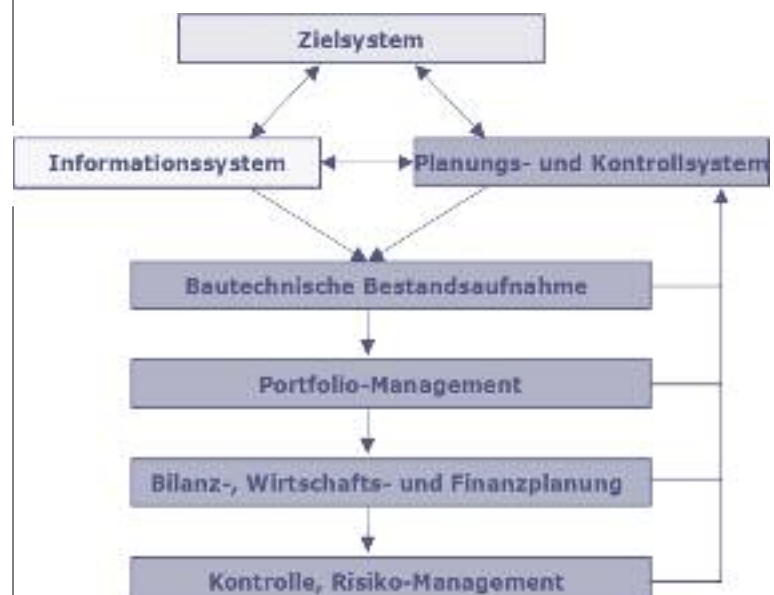 Zielsystem
Informationssystem
Planungs- und Kontrollsystem
Bautechnische Bestandsaufnahme
Portfolio-Management
Bilanz-, Wirtschafts- und Finanzplanung
Kontrolle, Risiko-Management